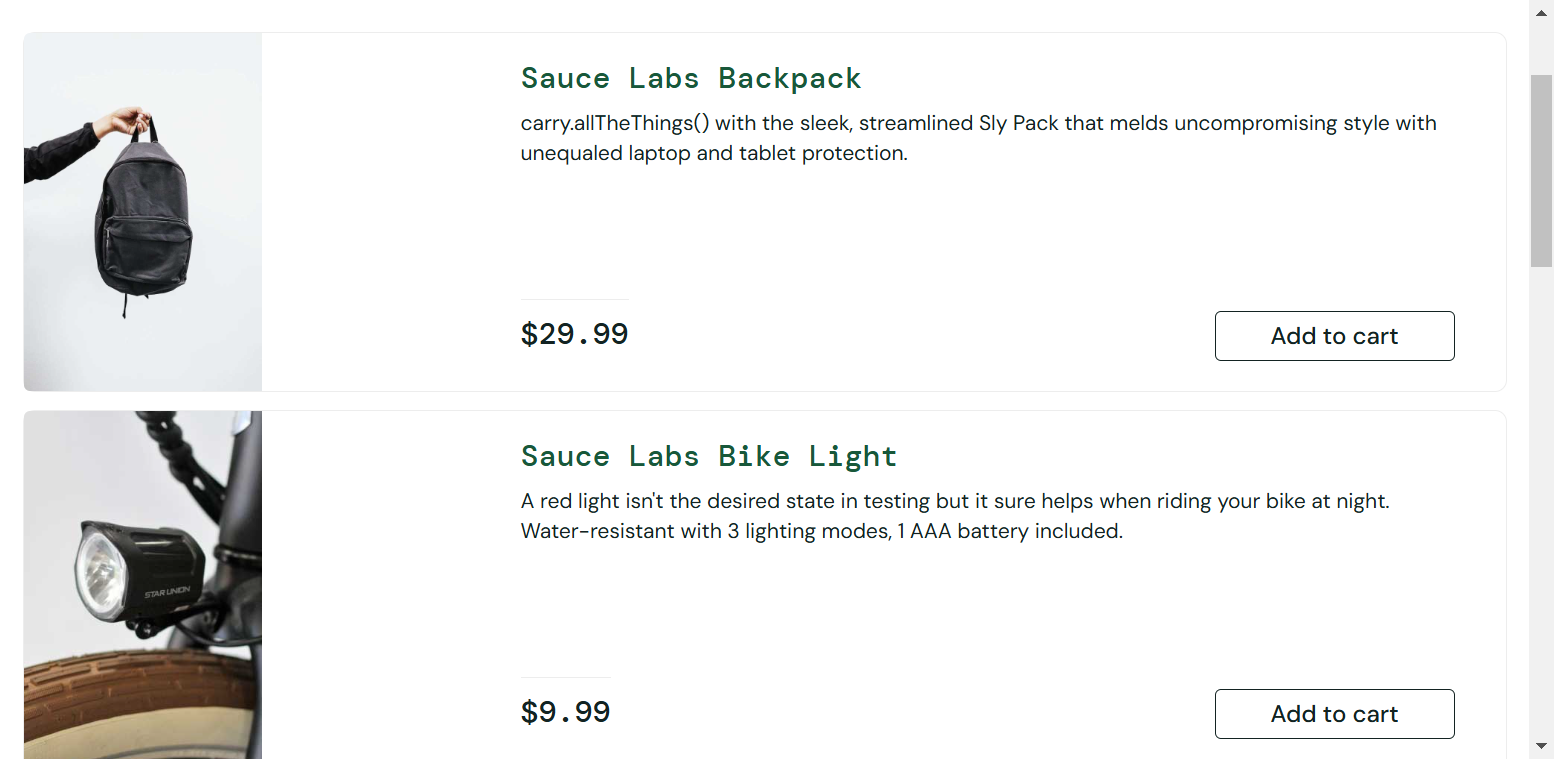 Sauce Labs Backpack
carry.allTheThings() with the sleek, streamlined Sly Pack that melds uncompromising style with
unequaled laptop and tablet protection.
$29.99
Add to cart
Sauce Labs Bike Light
A red light isn't the desired state in testing but it sure helps when riding your bike at night.
Water-resistant with 3 lighting modes, 1 AAA battery included.
STAR UNION
$9.99
Add to cart